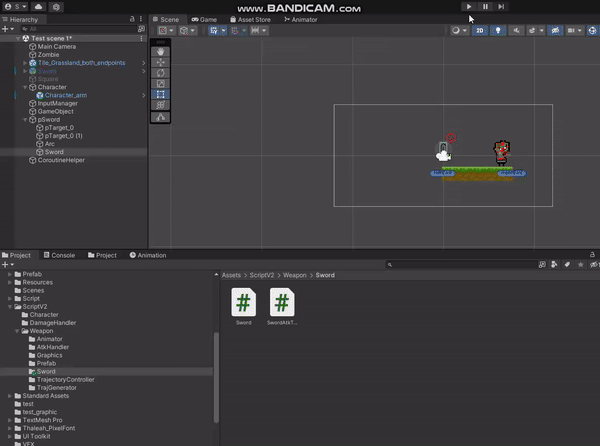 WWW.BANDICAM.COM
S
Hierarchy
Scene
Game
Asset Store
Animator
All
Test scene 1*
2D
Main Camera
Zombie
Tile_Grassland_both_endpoints
Square
Character
Character_arm
InputManager
GameObject
pSword
pTarget_0
pTarget_0 (1)
Arc
Sword
CoroutineHelper
Project
Console
Project
Animation
Prefab
Resources
Scenes
Script
ScriptV2
Character
DamageHandler
Weapon
Animator
AtkHandler
Graphics
Prefab
Sword
TrajectoryController
TrajGenerator
Standard Assets
test
test_graphic
TextMesh Pro
Thaleah_PixelFont
UI Toolkit
VFX
Assets > ScriptV2 > Weapon > Sword
Sword
SwordAtkT...